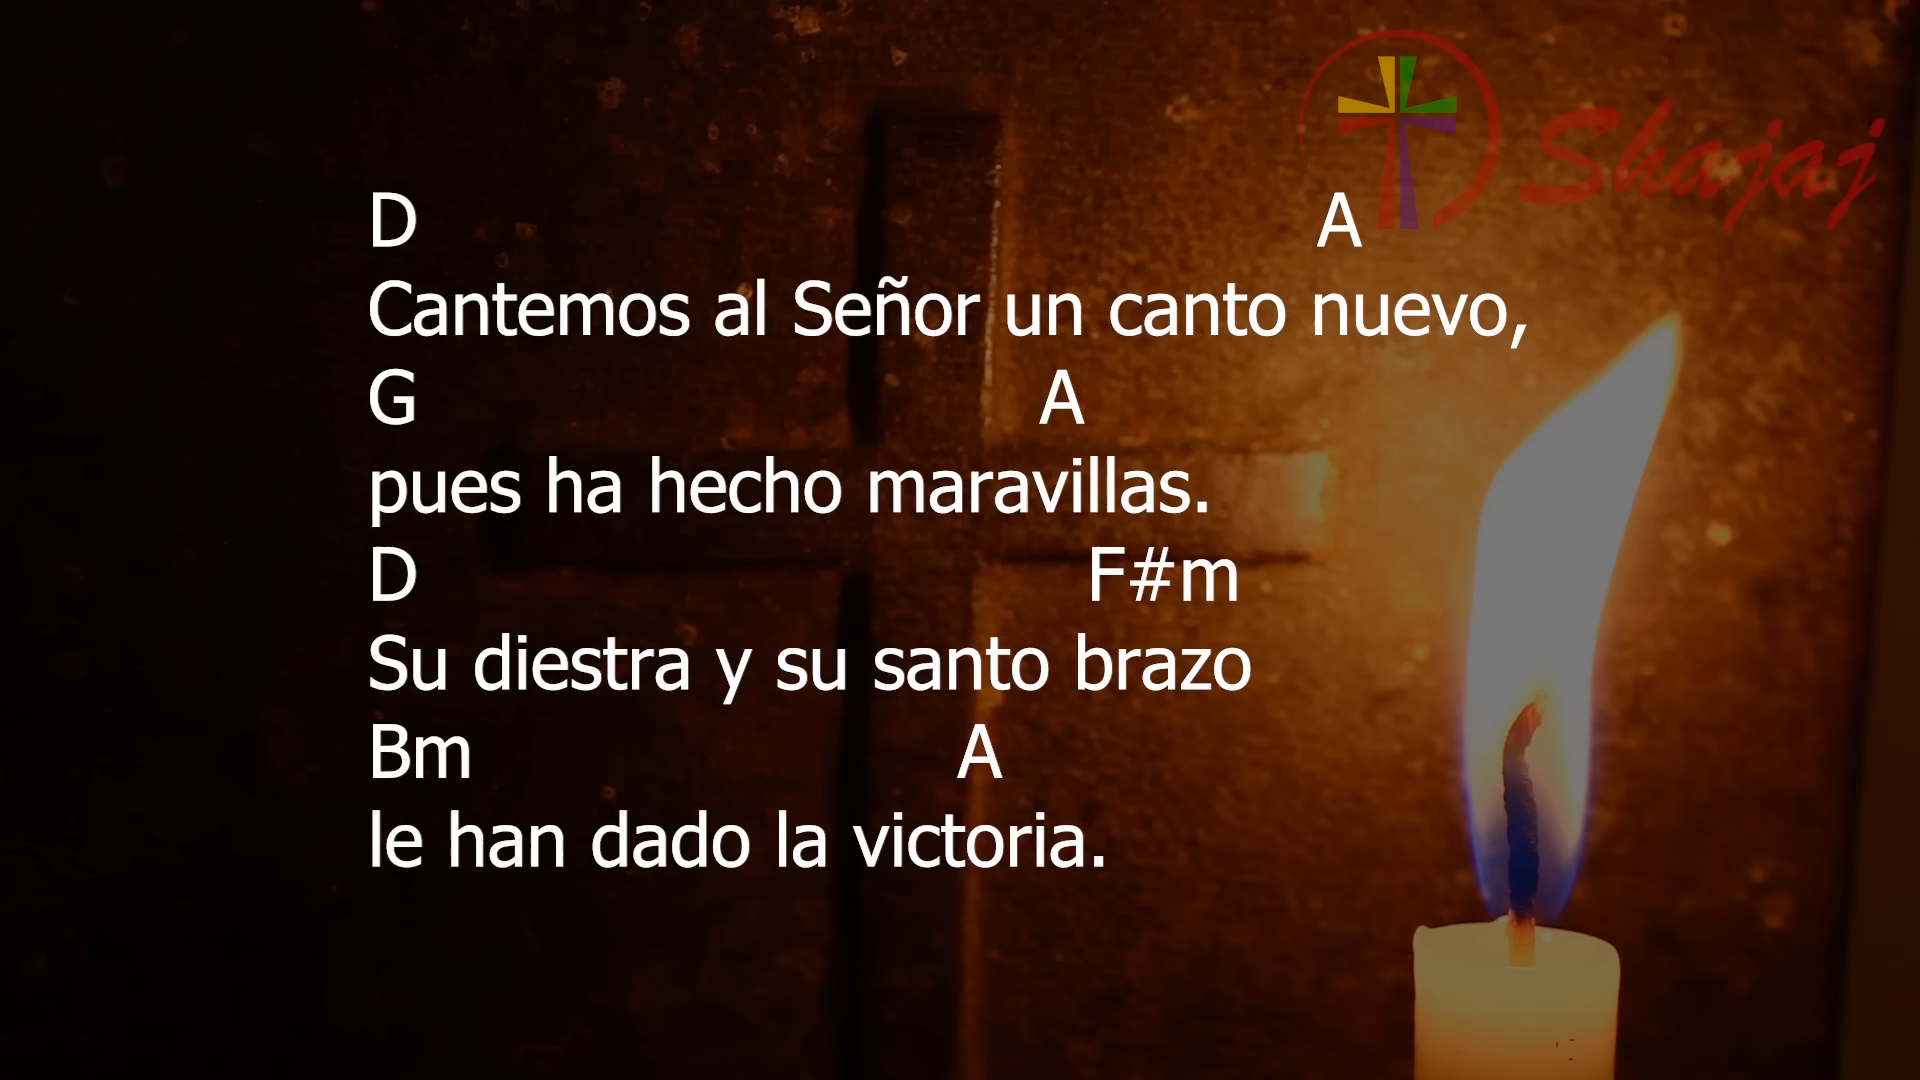 D A
Cantemos al Señor un canto nuevo,
G A
pues ha hecho maravillas.
D F#m
Su diestra y su santo brazo
Bm A
le han dado la victoria.
Shajaj